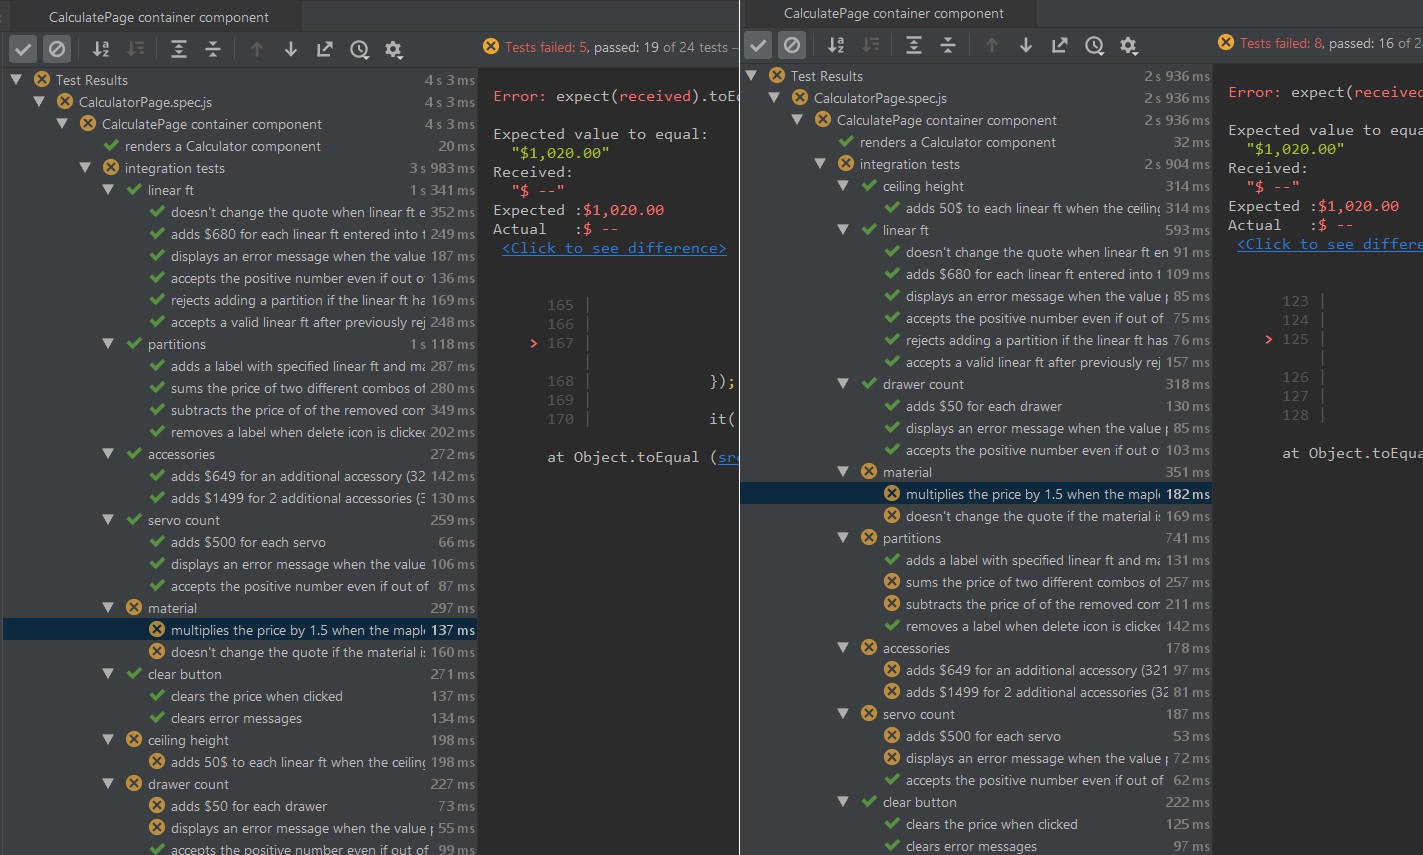 CalculatePage container component
Tests failed: 5, passed: 19 of 24 tests –
Test Results 4 s 3 ms
CalculatorPage.spec.js 4 s 3 ms
CalculatePage container component 4 s 3 ms
renders a Calculator component 20 ms
integration tests 3 s 983 ms
linear ft 1 s 341 ms
doesn't change the quote when linear ft e 352 ms
adds $680 for each linear ft entered into t 249 ms
displays an error message when the value 187 ms
accepts the positive number even if out of 136 ms
rejects adding a partition if the linear ft ha 169 ms
accepts a valid linear ft after previously rej 248 ms
partitions 1 s 118 ms
adds a label with specified linear ft and ma 287 ms
sums the price of two different combos of 280 ms
subtracts the price of of the removed com 349 ms
removes a label when delete icon is clicked 202 ms
accessories 272 ms
adds $649 for an additional accessory (32 142 ms
adds $1499 for 2 additional accessories (3 130 ms
servo count 259 ms
adds $500 for each servo 66 ms
displays an error message when the value 106 ms
accepts the positive number even if out of 87 ms
material 297 ms
multiplies the price by 1.5 when the mapl 137 ms
doesn't change the quote if the material is 160 ms
clear button 271 ms
clears the price when clicked 137 ms
clears error messages 134 ms
ceiling height 198 ms
adds 50$ to each linear ft when the ceiling 198 ms
drawer count 227 ms
adds $50 for each drawer 73 ms
displays an error message when the value p 55 ms
accepts the positive number even if out of 99 ms
Error: expect(received).toEq
Expected value to equal:
"$1,020.00"
Received:
"$ --"
Expected :$1,020.00
Actual :$ --
<Click to see difference>
165 |
166 |
> 167 |
|
168 | });
169 |
170 | it(
at Object.toEqual (src
CalculatePage container component
Tests failed: 8, passed: 16 of 2
Test Results 2 s 936 ms
CalculatorPage.spec.js 2 s 936 ms
CalculatePage container component 2 s 936 ms
renders a Calculator component 32 ms
integration tests 2 s 904 ms
ceiling height 314 ms
adds 50$ to each linear ft when the ceiling 314 ms
linear ft 593 ms
doesn't change the quote when linear ft en 91 ms
adds $680 for each linear ft entered into t 109 ms
displays an error message when the value p 85 ms
accepts the positive number even if out of 75 ms
rejects adding a partition if the linear ft has 76 ms
accepts a valid linear ft after previously rej 157 ms
drawer count 318 ms
adds $50 for each drawer 130 ms
displays an error message when the value p 85 ms
accepts the positive number even if out of 103 ms
material 351 ms
multiplies the price by 1.5 when the mapl 182 ms
doesn't change the quote if the material is 169 ms
partitions 741 ms
adds a label with specified linear ft and ma 131 ms
sums the price of two different combos of 257 ms
subtracts the price of of the removed com 211 ms
removes a label when delete icon is clicked 142 ms
accessories 178 ms
adds $649 for an additional accessory (321 97 ms
adds $1499 for 2 additional accessories (32 81 ms
servo count 187 ms
adds $500 for each servo 53 ms
displays an error message when the value p 72 ms
accepts the positive number even if out of 62 ms
clear button 222 ms
clears the price when clicked 125 ms
clears error messages 97 ms
Error: expect(received
Expected value to equa
"$1,020.00"
Received:
"$ --"
Expected :$1,020.00
Actual :$ --
<Click to see differe
123 |
124 |
> 125 |
|
126 |
127 |
128 |
at Object.toEqua